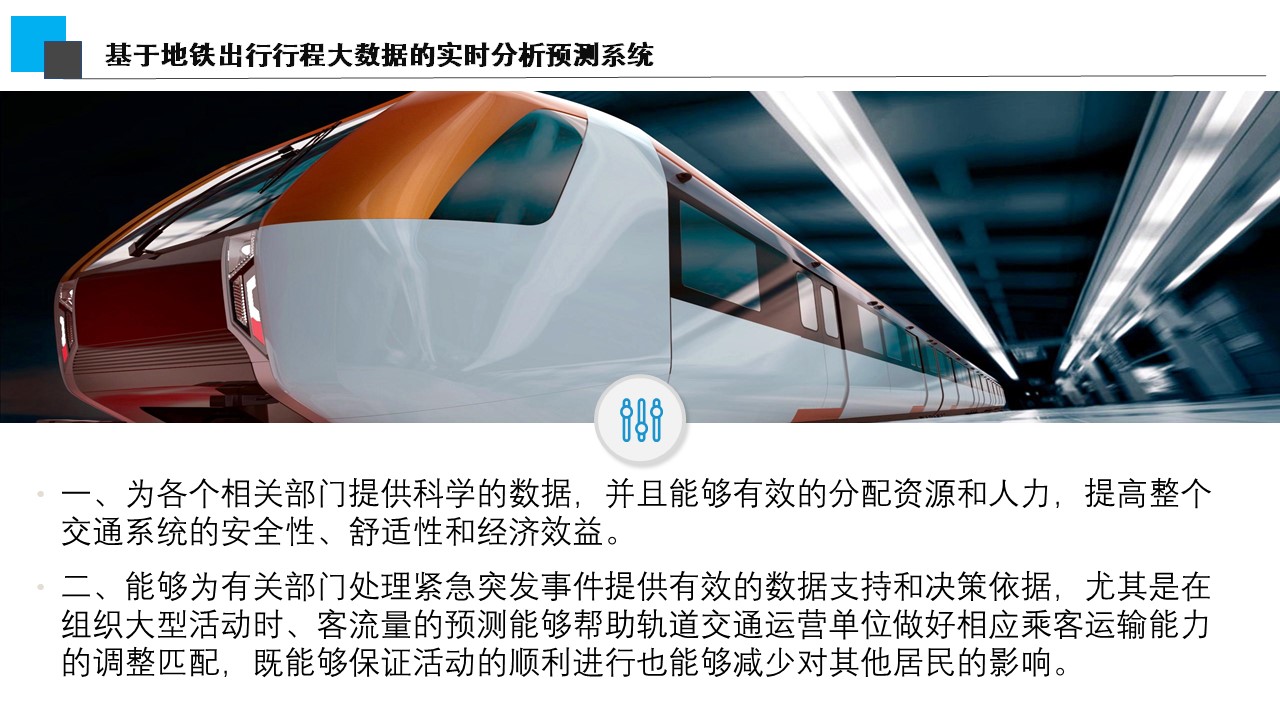 基于地铁出行行程大数据的实时分析预测系统
一、为各个相关部门提供科学的数据，并且能够有效的分配资源和人力，提高整个
交通系统的安全性、舒适性和经济效益。
二、能够为有关部门处理紧急突发事件提供有效的数据支持和决策依据，尤其是在
组织大型活动时、客流量的预测能够帮助轨道交通运营单位做好相应乘客运输能力
的调整匹配，既能够保证活动的顺利进行也能够减少对其他居民的影响。